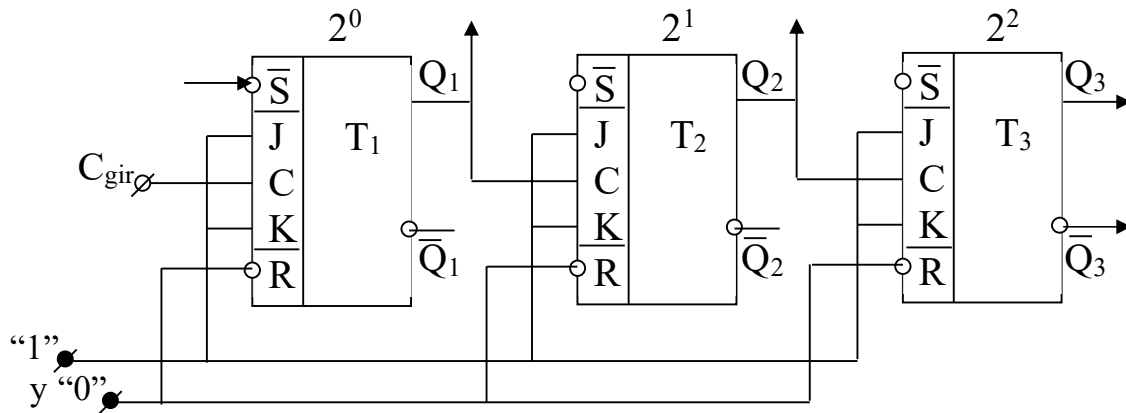 2⁰ 2¹ 2²
S̅ Q₁ S̅ Q₂ S̅ Q₃
J T₁ J T₂ J T₃
C_gir C C C
K K K
R̅ Q̅₁ R̅ Q̅₂ R̅ Q̅₃
“1”
y “0”